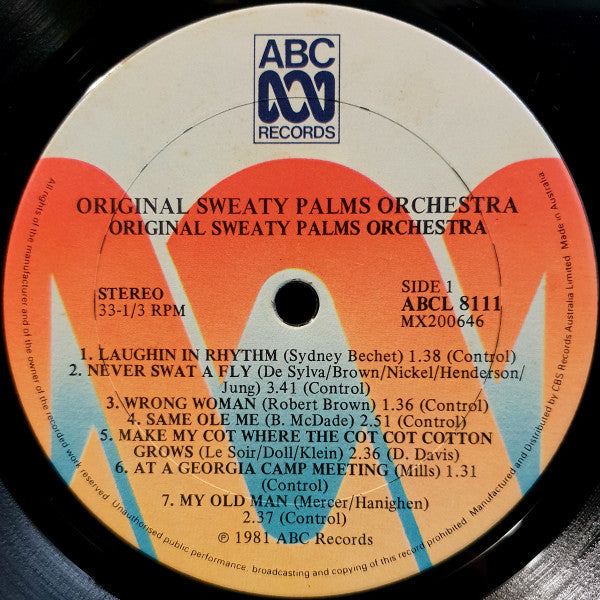 ABC
RECORDS
ORIGINAL SWEATY PALMS ORCHESTRA
ORIGINAL SWEATY PALMS ORCHESTRA
STEREO
33-1/3 RPM
SIDE 1
ABCL 8111
MX200646
1. LAUGHIN IN RHYTHM (Sydney Bechet) 1.38 (Control)
2. NEVER SWAT A FLY (De Sylva/Brown/Nickel/Henderson/
Jung) 3.41 (Control)
3. WRONG WOMAN (Robert Brown) 1.36 (Control)
4. SAME OLE ME (B. McDade) 2.51 (Control)
5. MAKE MY COT WHERE THE COT COT COTTON
GROWS (Le Soir/Doll/Klein) 2.36 (D. Davis)
6. AT A GEORGIA CAMP MEETING (Mills) 1.31
(Control)
7. MY OLD MAN (Mercer/Hanighen)
2.37 (Control)
℗ 1981 ABC Records
All rights of the manufacturer and of the owner of the recorded work reserved. Unauthorised public performance, broadcasting and copying of this record prohibited. Manufactured and Distributed by CBS Records Australia Limited. Made in Australia